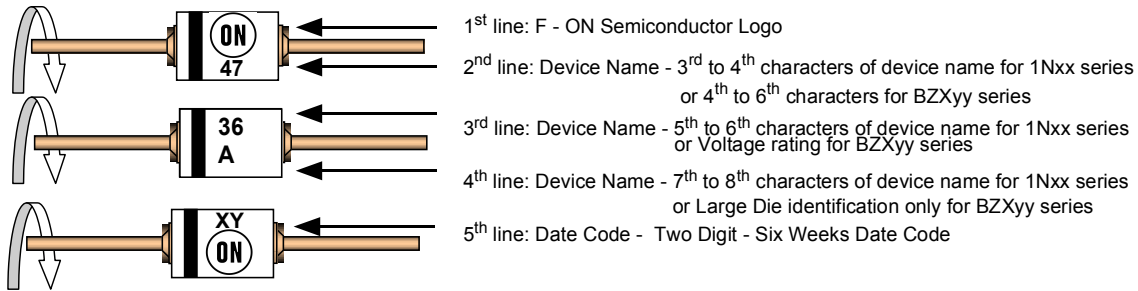 ON
47
36
A
XY
ON
1st line: F - ON Semiconductor Logo
2nd line: Device Name - 3rd to 4th characters of device name for 1Nxx series
or 4th to 6th characters for BZXyy series
3rd line: Device Name - 5th to 6th characters of device name for 1Nxx series
or Voltage rating for BZXyy series
4th line: Device Name - 7th to 8th characters of device name for 1Nxx series
or Large Die identification only for BZXyy series
5th line: Date Code - Two Digit - Six Weeks Date Code